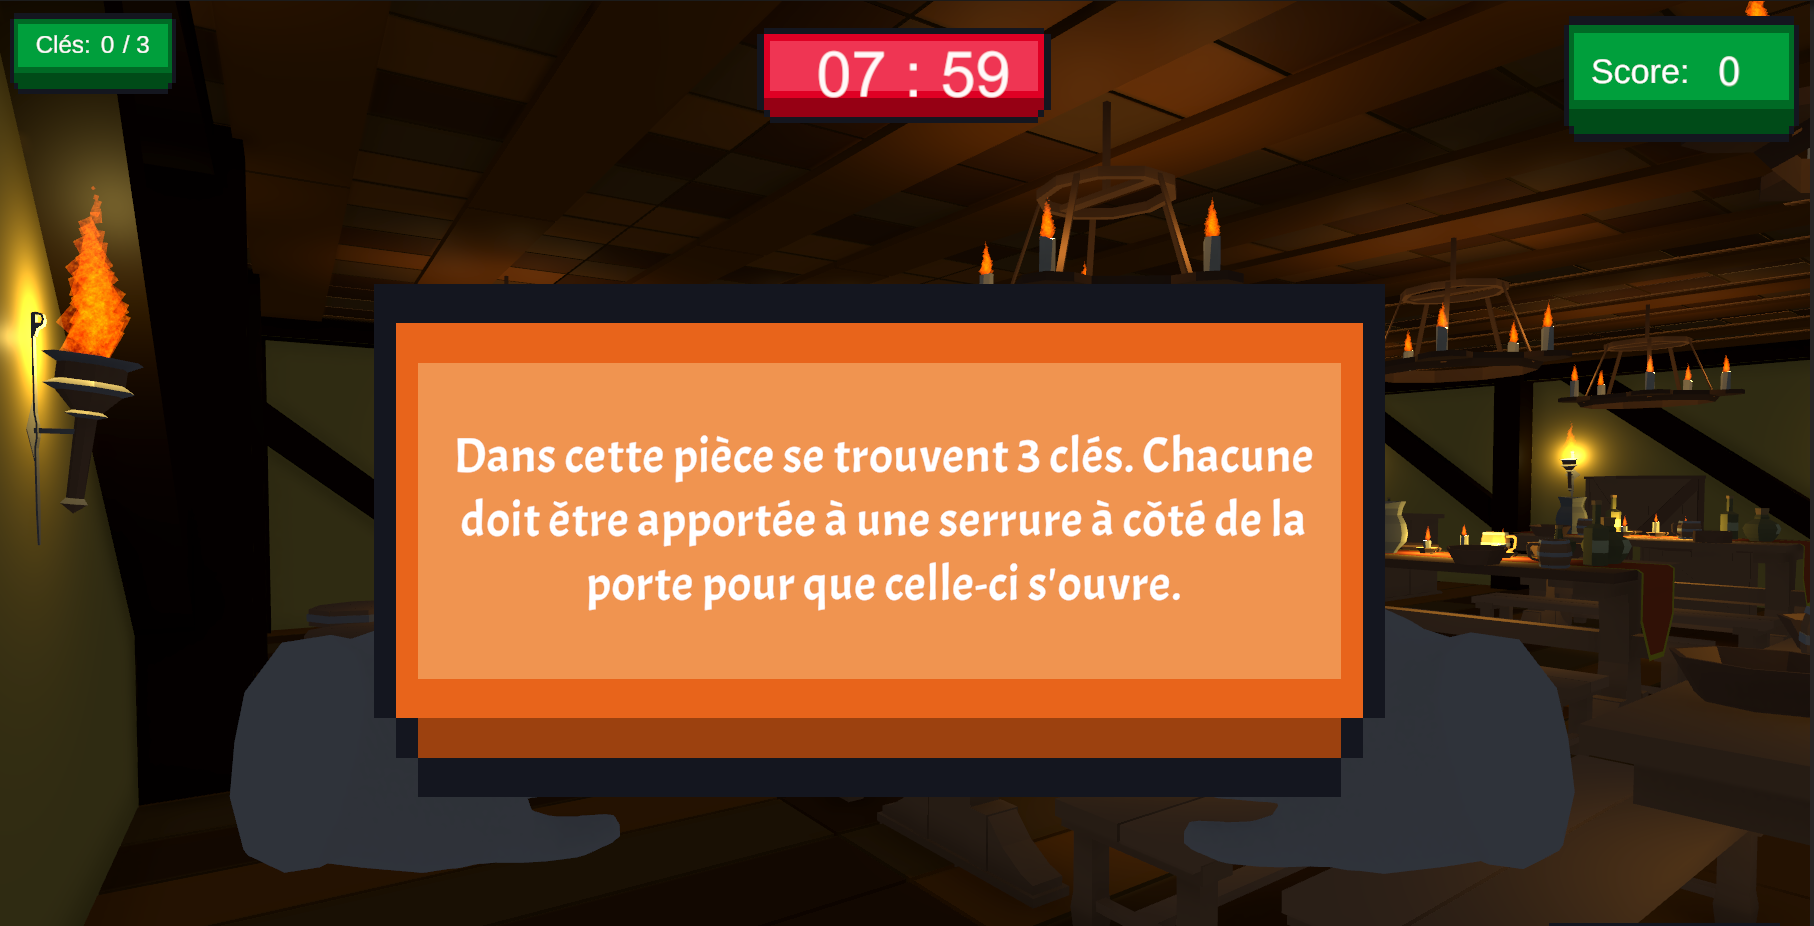 Clés: 0 / 3
07 : 59
Score: 0
Dans cette pièce se trouvent 3 clés. Chacune
doit être apportée à une serrure à côté de la
porte pour que celle-ci s'ouvre.